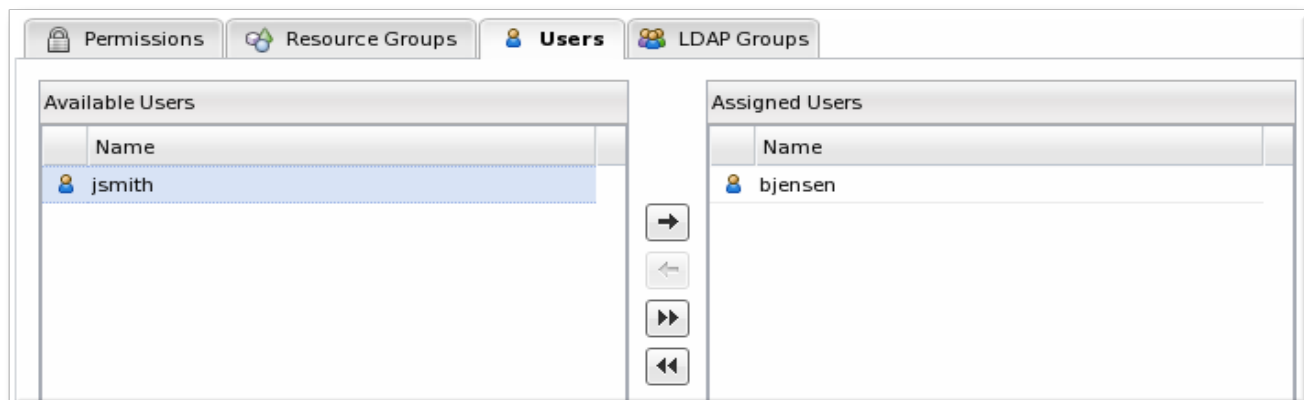 Permissions Resource Groups Users LDAP Groups
Available Users
Name
jsmith
Assigned Users
Name
bjensen